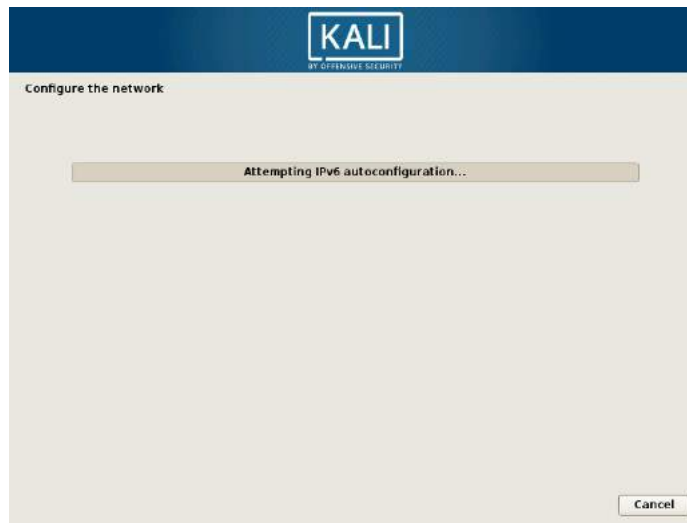 KALI
BY OFFENSIVE SECURITY
Configure the network
Attempting IPv6 autoconfiguration...
Cancel